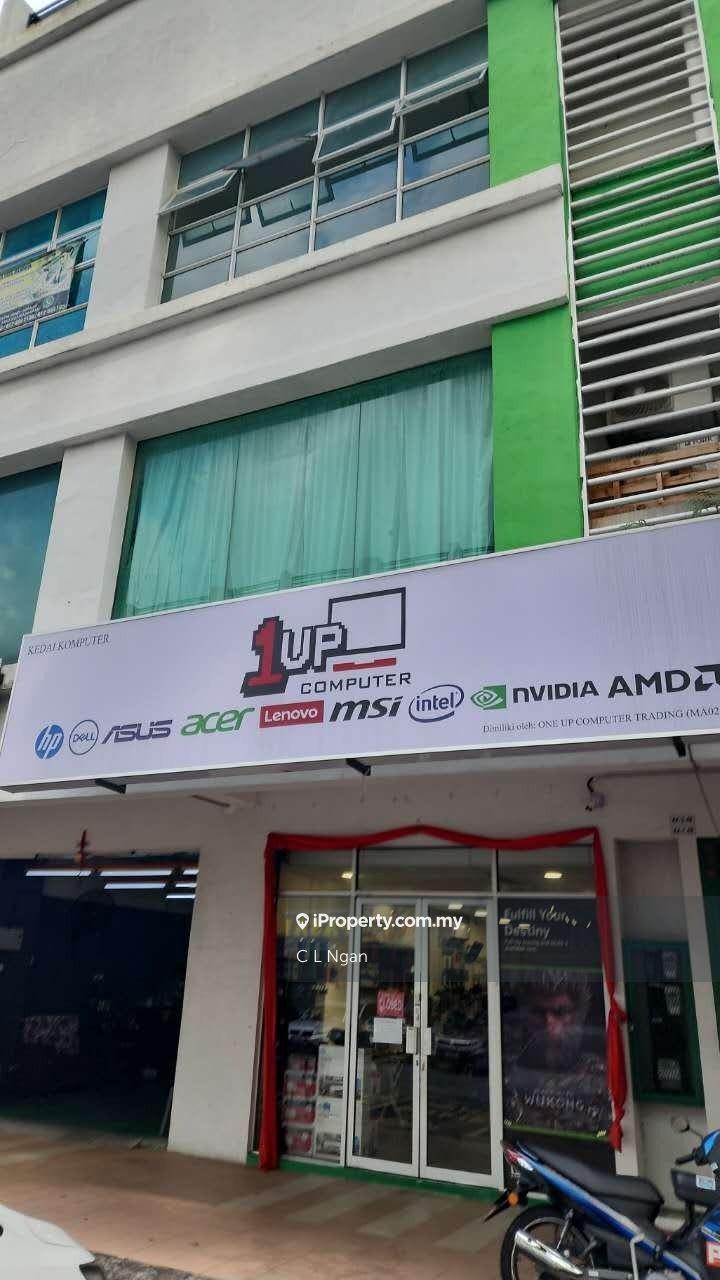 KEDAI KOMPUTER
1UP
COMPUTER
hp DELL ASUS acer Lenovo msi intel NVIDIA AMD
Dimiliki oleh: ONE UP COMPUTER TRADING (MA02
iProperty.com.my
C L Ngan
Fulfill Your
Destiny
CLOSED
WUKONG